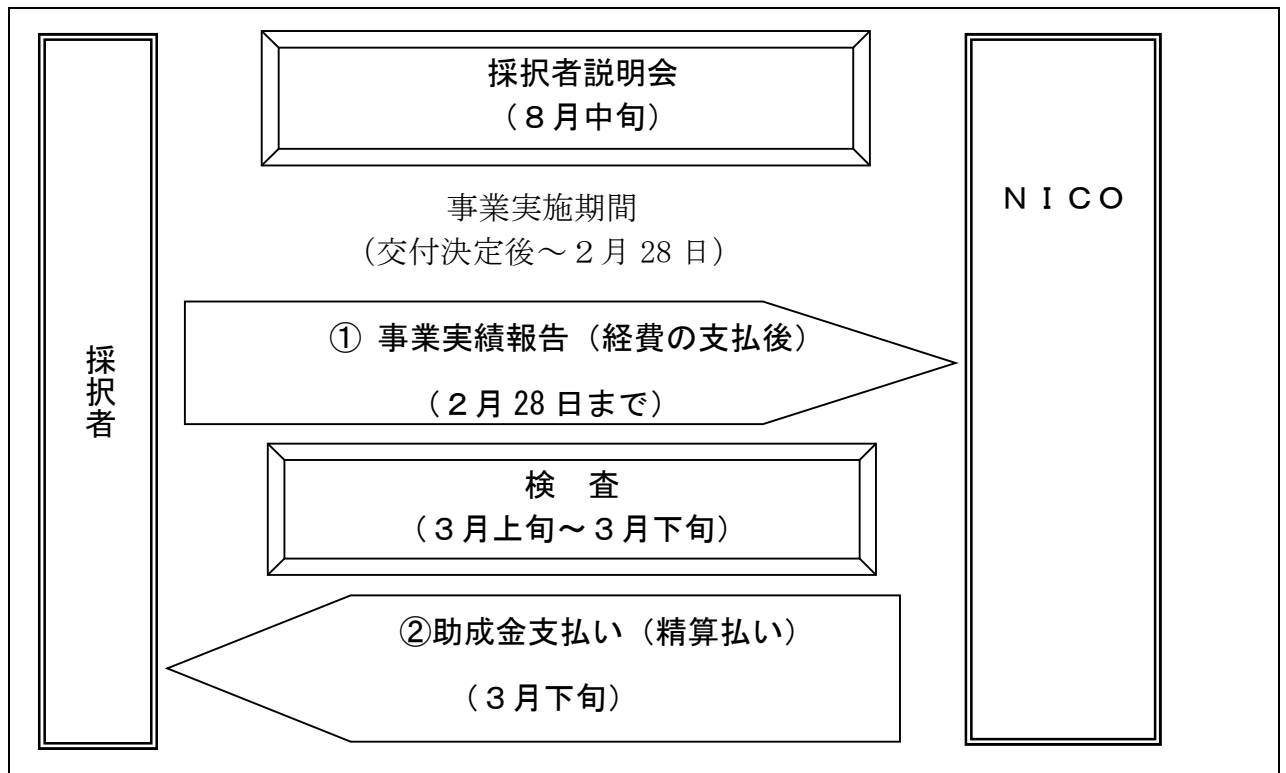 採択者説明会
（８月中旬）
ＮＩＣＯ
事業実施期間
（交付決定後～２月 28 日）
① 事業実績報告（経費の支払後）
（２月 28 日まで）
採択者
検　査
（３月上旬～３月下旬）
②助成金支払い（精算払い）
（３月下旬）